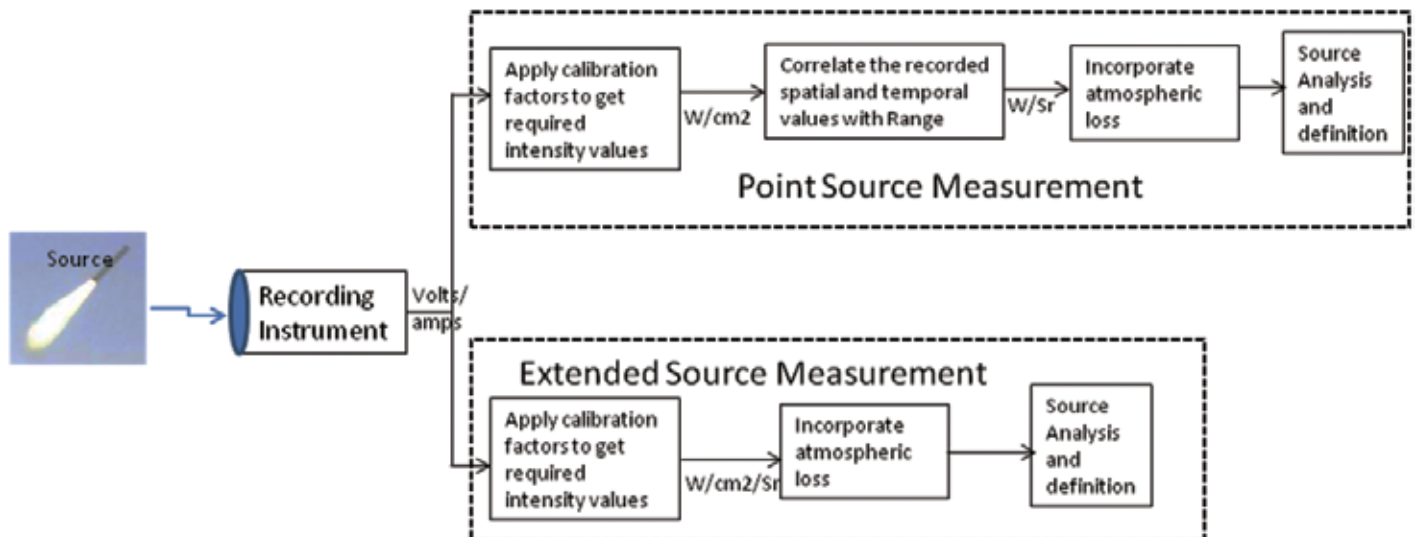 Source
Recording
Instrument
Volts/
amps
Apply calibration
factors to get
required
intensity values
W/cm2
Correlate the recorded
spatial and temporal
values with Range
W/Sr
Incorporate
atmospheric
loss
Source
Analysis
and
definition
Point Source Measurement
Extended Source Measurement
Apply calibration
factors to get
required
intensity values
W/cm2/Sr
Incorporate
atmospheric
loss
Source
Analysis
and
definition